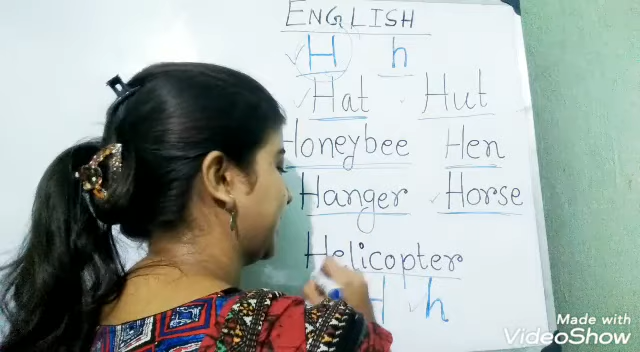 ENGLISH
H h
Hat Hut
Honeybee Hen
Hanger Horse
Helicopter
H h
Made with
VideoShow